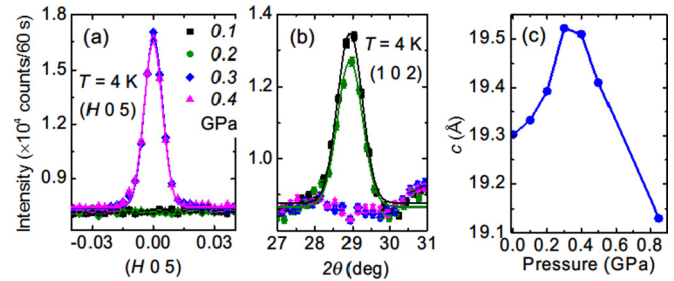 Intensity (×10⁴ counts/60 s)
1.8
1.5
1.2
0.9
(a)
T = 4 K
(H 0 5)
0.1
0.2
0.3
0.4
GPa
-0.03
0.00
0.03
(H 0 5)
1.4
1.2
1.0
(b)
T = 4 K
(1 0 2)
27
28
29
30
31
2θ (deg)
c (Å)
19.5
19.4
19.3
19.2
19.1
(c)
0.0
0.2
0.4
0.6
0.8
Pressure (GPa)